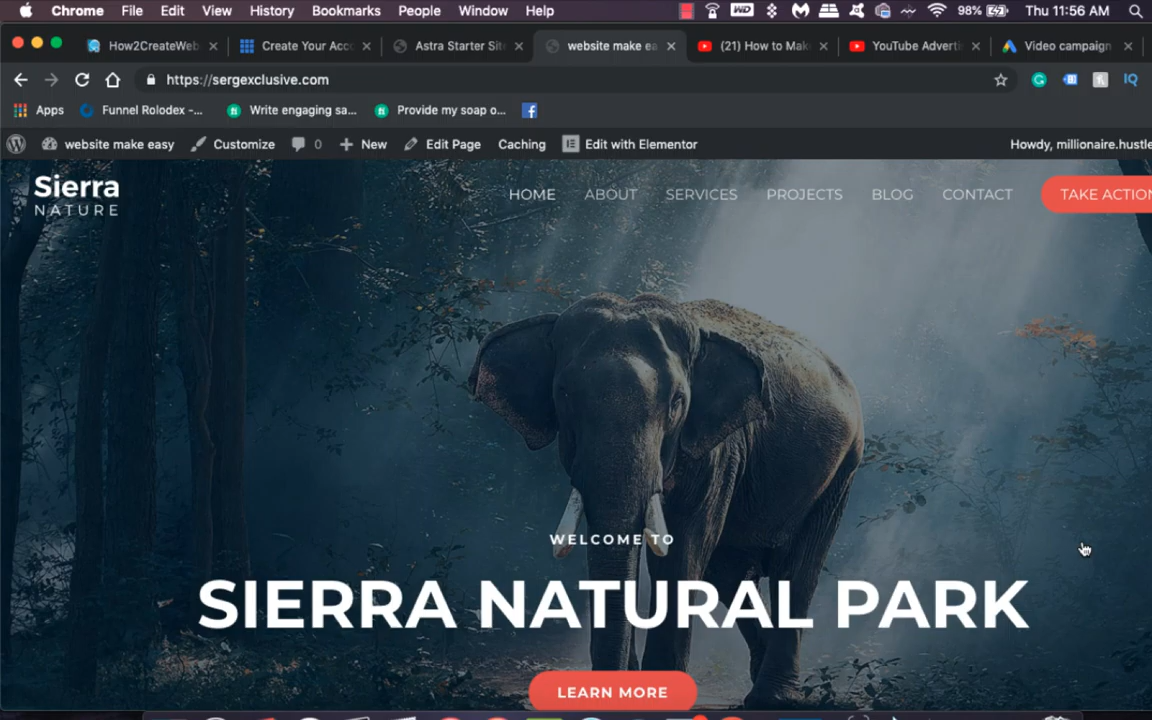 Chrome File Edit View History Bookmarks People Window Help WD 98% Thu 11:56 AM
How2CreateWeb Create Your Acc Astra Starter Sit website make ea (21) How to Mak YouTube Adverti Video campaign
https://sergexclusive.com IQ
Apps Funnel Rolodex -... Write engaging sa... Provide my soap o...
website make easy Customize 0 New Edit Page Caching Edit with Elementor Howdy, millionaire.hustle
Sierra
NATURE
HOME ABOUT SERVICES PROJECTS BLOG CONTACT TAKE ACTION
WELCOME TO
SIERRA NATURAL PARK
LEARN MORE